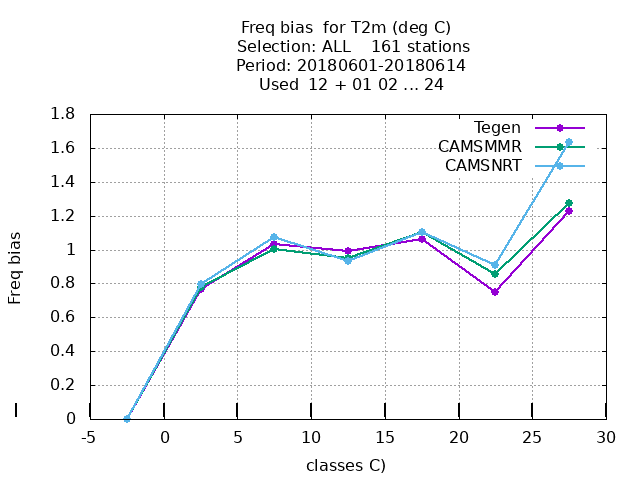 Freq bias  for T2m (deg C)
Selection: ALL    161 stations
Period: 20180601-20180614
Used  12 + 01 02 ... 24
Tegen
CAMSMMR
CAMSNRT
1.8
1.6
1.4
1.2
1
0.8
0.6
0.4
0.2
0
Freq bias
-5 0 5 10 15 20 25 30
classes C)